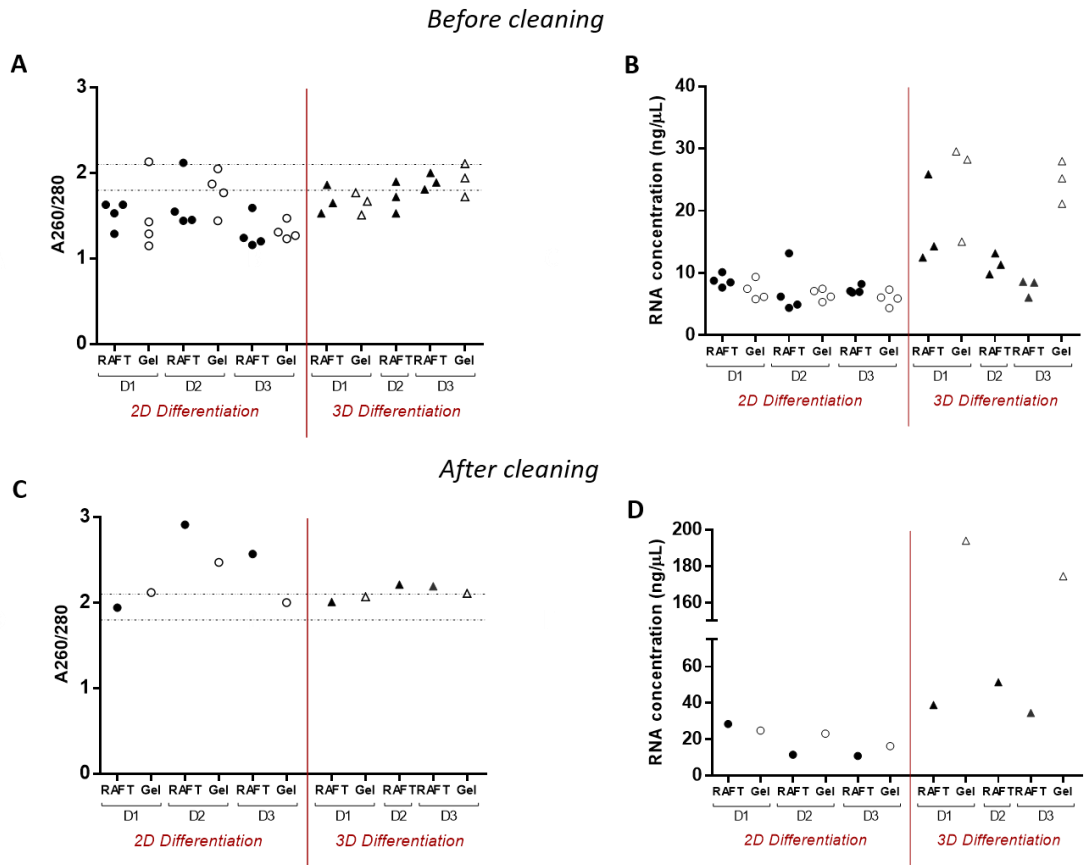 Before cleaning
A
A260/280
3
2
1
0
RAFT Gel RAFT Gel RAFT Gel RAFT Gel RAFT RAFT Gel
D1 D2 D3 D1 D2 D3
2D Differentiation 3D Differentiation
B
RNA concentration (ng/μL)
40
30
20
10
0
RAFT Gel RAFT Gel RAFT Gel RAFT Gel RAFT RAFT Gel
D1 D2 D3 D1 D2 D3
2D Differentiation 3D Differentiation
After cleaning
C
A260/280
3
2
1
0
RAFT Gel RAFT Gel RAFT Gel RAFT Gel RAFT RAFT Gel
D1 D2 D3 D1 D2 D3
2D Differentiation 3D Differentiation
D
RNA concentration (ng/μL)
200
180
160
60
40
20
0
RAFT Gel RAFT Gel RAFT Gel RAFT Gel RAFT RAFT Gel
D1 D2 D3 D1 D2 D3
2D Differentiation 3D Differentiation